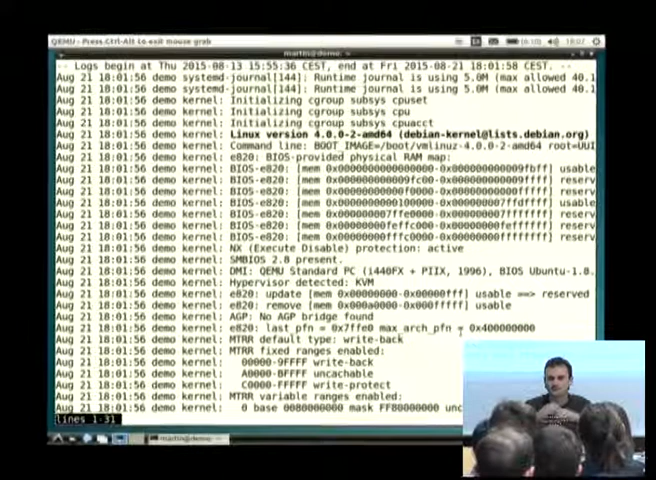 QEMU - Press Ctrl-Alt to exit mouse grab
martin@demo: ~
-- Logs begin at Thu 2015-08-13 15:55:36 CEST, end at Fri 2015-08-21 18:01:58 CEST. --
Aug 21 18:01:56 demo systemd-journal[144]: Runtime journal is using 5.0M (max allowed 40.1
Aug 21 18:01:56 demo systemd-journal[144]: Runtime journal is using 5.0M (max allowed 40.1
Aug 21 18:01:56 demo kernel: Initializing cgroup subsys cpuset
Aug 21 18:01:56 demo kernel: Initializing cgroup subsys cpu
Aug 21 18:01:56 demo kernel: Initializing cgroup subsys cpuacct
Aug 21 18:01:56 demo kernel: Linux version 4.0.0-2-amd64 (debian-kernel@lists.debian.org)
Aug 21 18:01:56 demo kernel: Command line: BOOT_IMAGE=/boot/vmlinuz-4.0.0-2-amd64 root=UUI
Aug 21 18:01:56 demo kernel: e820: BIOS-provided physical RAM map:
Aug 21 18:01:56 demo kernel: BIOS-e820: [mem 0x0000000000000000-0x000000000009fbff] usable
Aug 21 18:01:56 demo kernel: BIOS-e820: [mem 0x000000000009fc00-0x000000000009ffff] reserv
Aug 21 18:01:56 demo kernel: BIOS-e820: [mem 0x00000000000f0000-0x00000000000fffff] reserv
Aug 21 18:01:56 demo kernel: BIOS-e820: [mem 0x0000000000100000-0x000000007ffdffff] usable
Aug 21 18:01:56 demo kernel: BIOS-e820: [mem 0x000000007ffe0000-0x000000007fffffff] reserv
Aug 21 18:01:56 demo kernel: BIOS-e820: [mem 0x00000000feffc000-0x00000000feffffff] reserv
Aug 21 18:01:56 demo kernel: BIOS-e820: [mem 0x00000000fffc0000-0x00000000ffffffff] reserv
Aug 21 18:01:56 demo kernel: NX (Execute Disable) protection: active
Aug 21 18:01:56 demo kernel: SMBIOS 2.8 present.
Aug 21 18:01:56 demo kernel: DMI: QEMU Standard PC (i440FX + PIIX, 1996), BIOS Ubuntu-1.8.
Aug 21 18:01:56 demo kernel: Hypervisor detected: KVM
Aug 21 18:01:56 demo kernel: e820: update [mem 0x00000000-0x00000fff] usable ==> reserved
Aug 21 18:01:56 demo kernel: e820: remove [mem 0x000a0000-0x000fffff] usable
Aug 21 18:01:56 demo kernel: AGP: No AGP bridge found
Aug 21 18:01:56 demo kernel: e820: last_pfn = 0x7ffe0 max_arch_pfn = 0x400000000
Aug 21 18:01:56 demo kernel: MTRR default type: write-back
Aug 21 18:01:56 demo kernel: MTRR fixed ranges enabled:
Aug 21 18:01:56 demo kernel: 00000-9FFFF write-back
Aug 21 18:01:56 demo kernel: A0000-BFFFF uncachable
Aug 21 18:01:56 demo kernel: C0000-FFFFF write-protect
Aug 21 18:01:56 demo kernel: MTRR variable ranges enabled:
Aug 21 18:01:56 demo kernel: 0 base 0080000000 mask FF80000000 unc
lines 1-31
martin@demo: ~